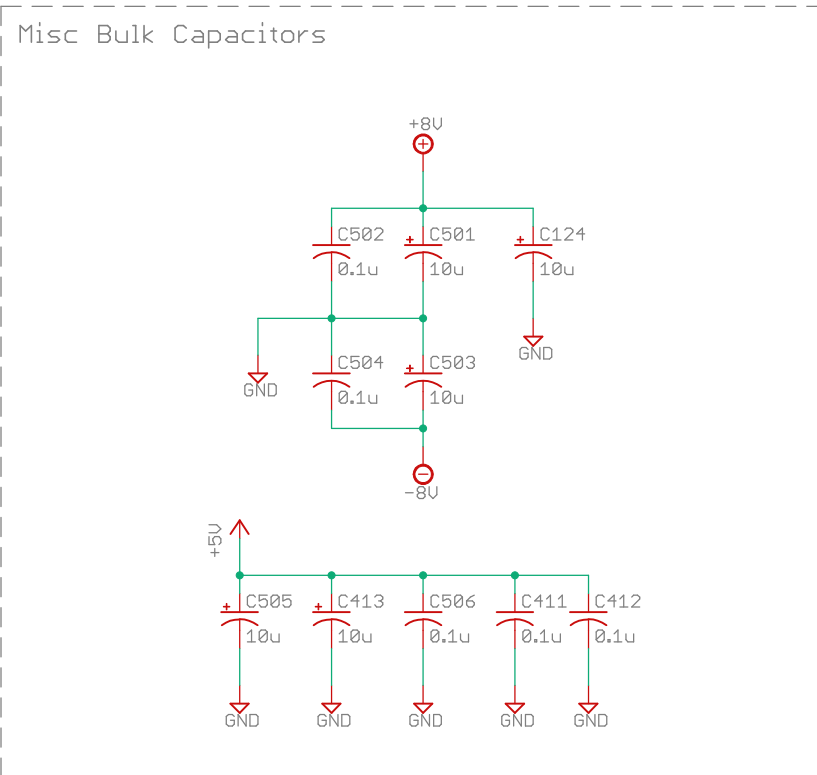 Misc Bulk Capacitors
+8V
C502 C501 C124
0.1u 10u 10u
GND
C504 C503
0.1u 10u
GND
-8V
+5V
C505 C413 C506 C411 C412
10u 10u 0.1u 0.1u 0.1u
GND GND GND GND GND